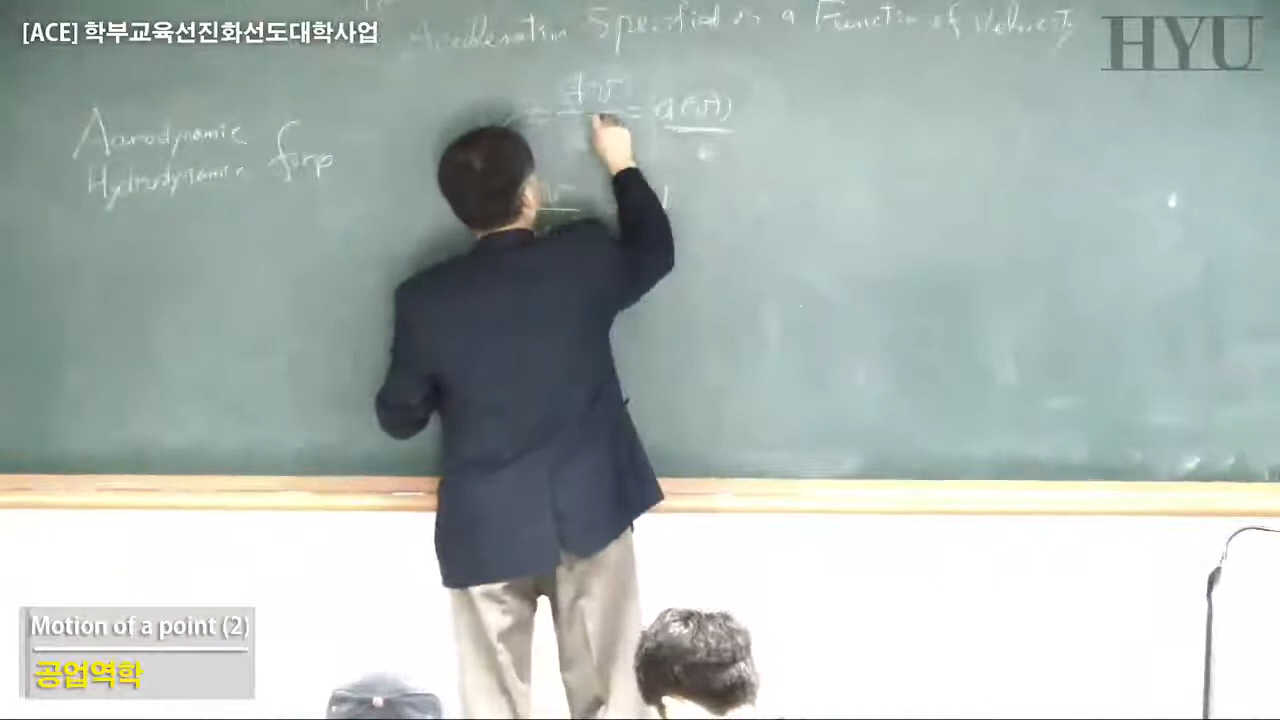 [ACE] 학부교육선진화선도대학사업
HYU
Acceleration Specified as a Function of Velocity
= dv = a(v)
Aerodynamic
Hydrodynamic force
Motion of a point (2)
공업역학